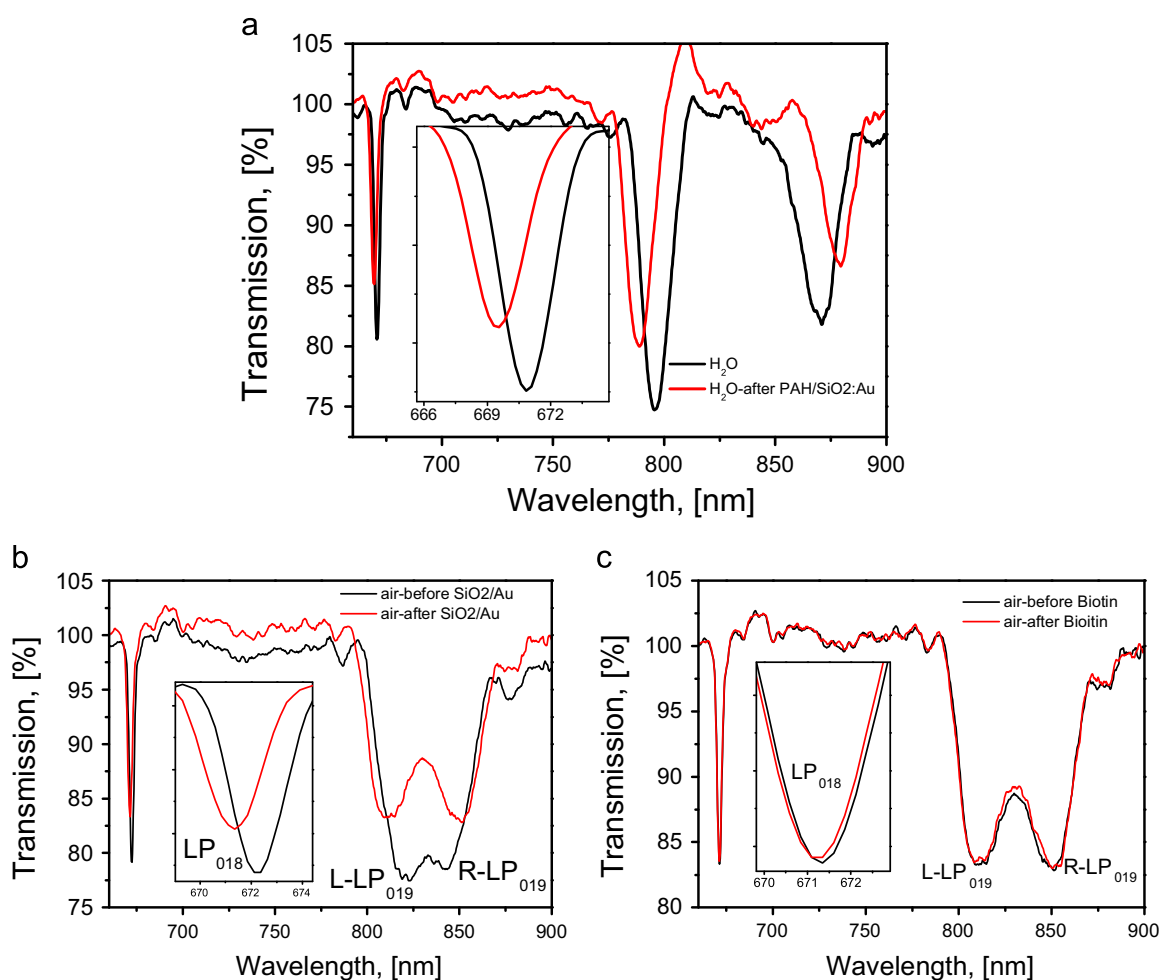 a
105
100
95
90
85
80
75
Transmission, [%]
666 669 672
H2O
H2O-after PAH/SiO2:Au
700 750 800 850 900
Wavelength, [nm]
b
105
100
95
90
85
80
75
Transmission, [%]
air-before SiO2/Au
air-after SiO2/Au
LP018
670 672 674
L-LP019
R-LP019
700 750 800 850 900
Wavelength, [nm]
c
105
100
95
90
85
80
Transmission, [%]
air-before Biotin
air-after Bioitin
LP018
670 671 672
L-LP019
R-LP019
700 750 800 850 900
Wavelength, [nm]